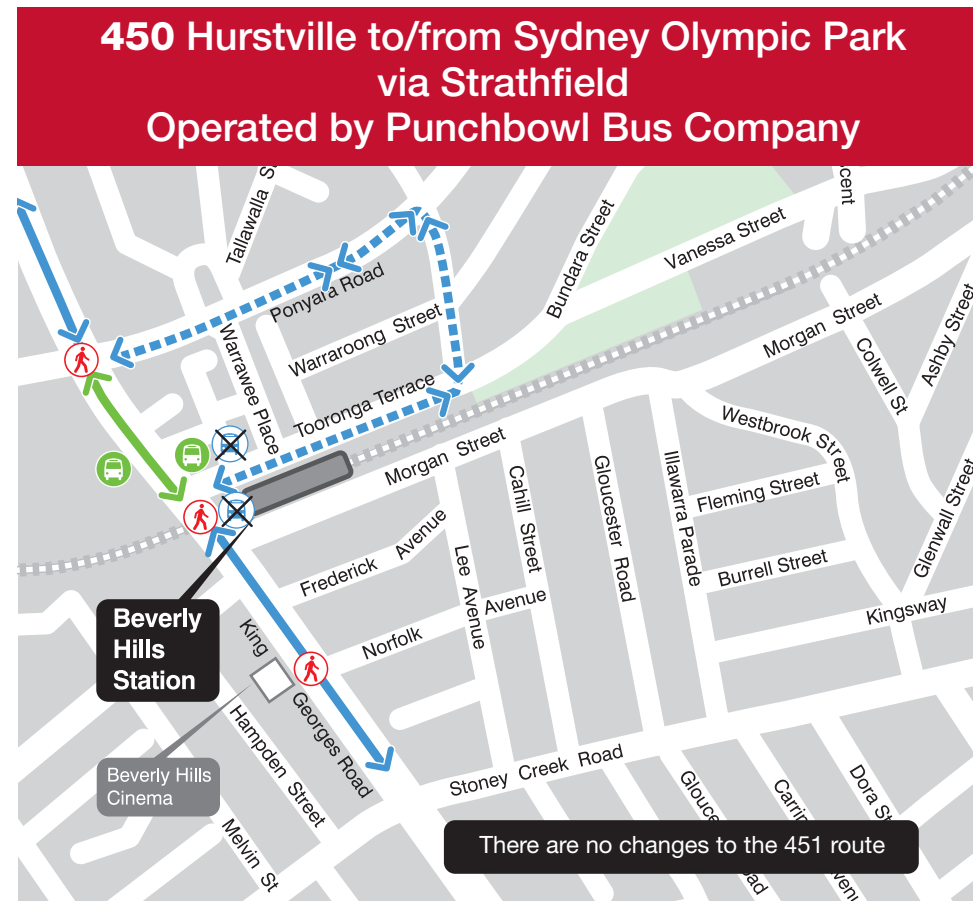 450 Hurstville to/from Sydney Olympic Park
via Strathfield
Operated by Punchbowl Bus Company
Tallawalla
Ponyara Road
Warraroong Street
Warrawee Place
Tooronga Terrace
Bundara Street
Vanessa Street
Morgan Street
Colwell St
Ashby Street
Morgan Street
Westbrook Street
Cahill Street
Gloucester Road
Illawarra Parade
Fleming Street
Glenwall Street
Frederick Avenue
Lee Avenue
Burrell Street
Norfolk Avenue
Kingsway
Beverly
Hills
Station
King Georges Road
Hampden Street
Beverly Hills
Cinema
Melvin St
Stoney Creek Road
Dora
There are no changes to the 451 route